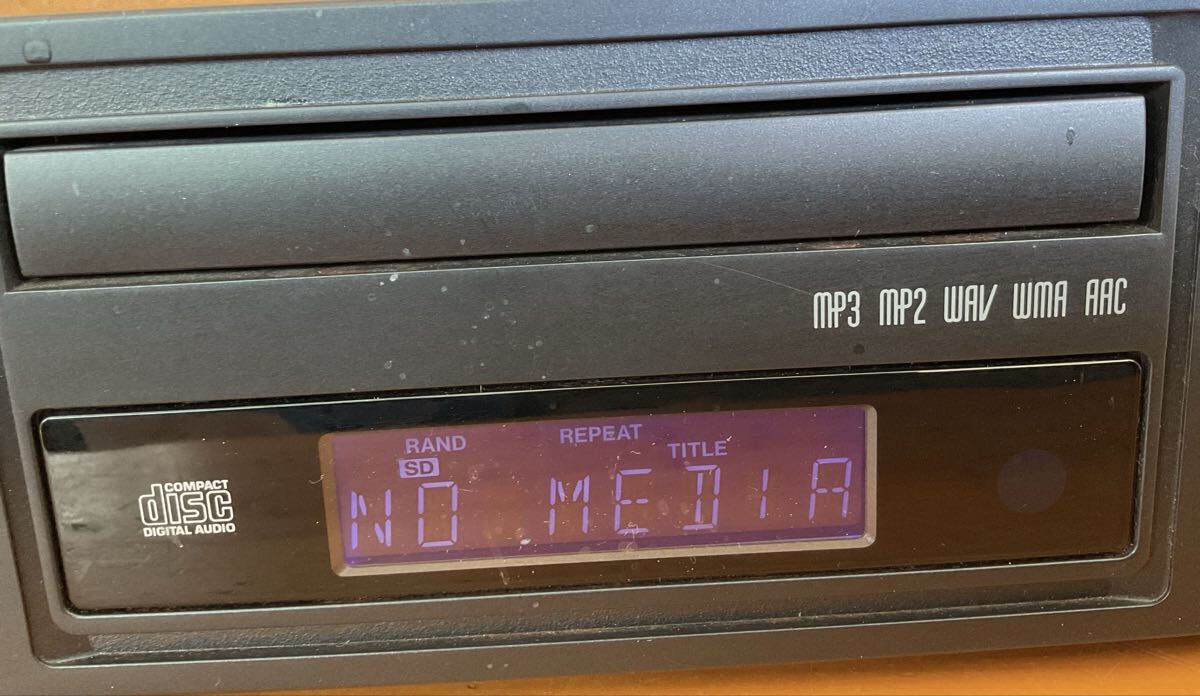 MP3 MP2 WAV WMA AAC
RAND REPEAT TITLE
SD
NO MEDIA
COMPACT
disc
DIGITAL AUDIO